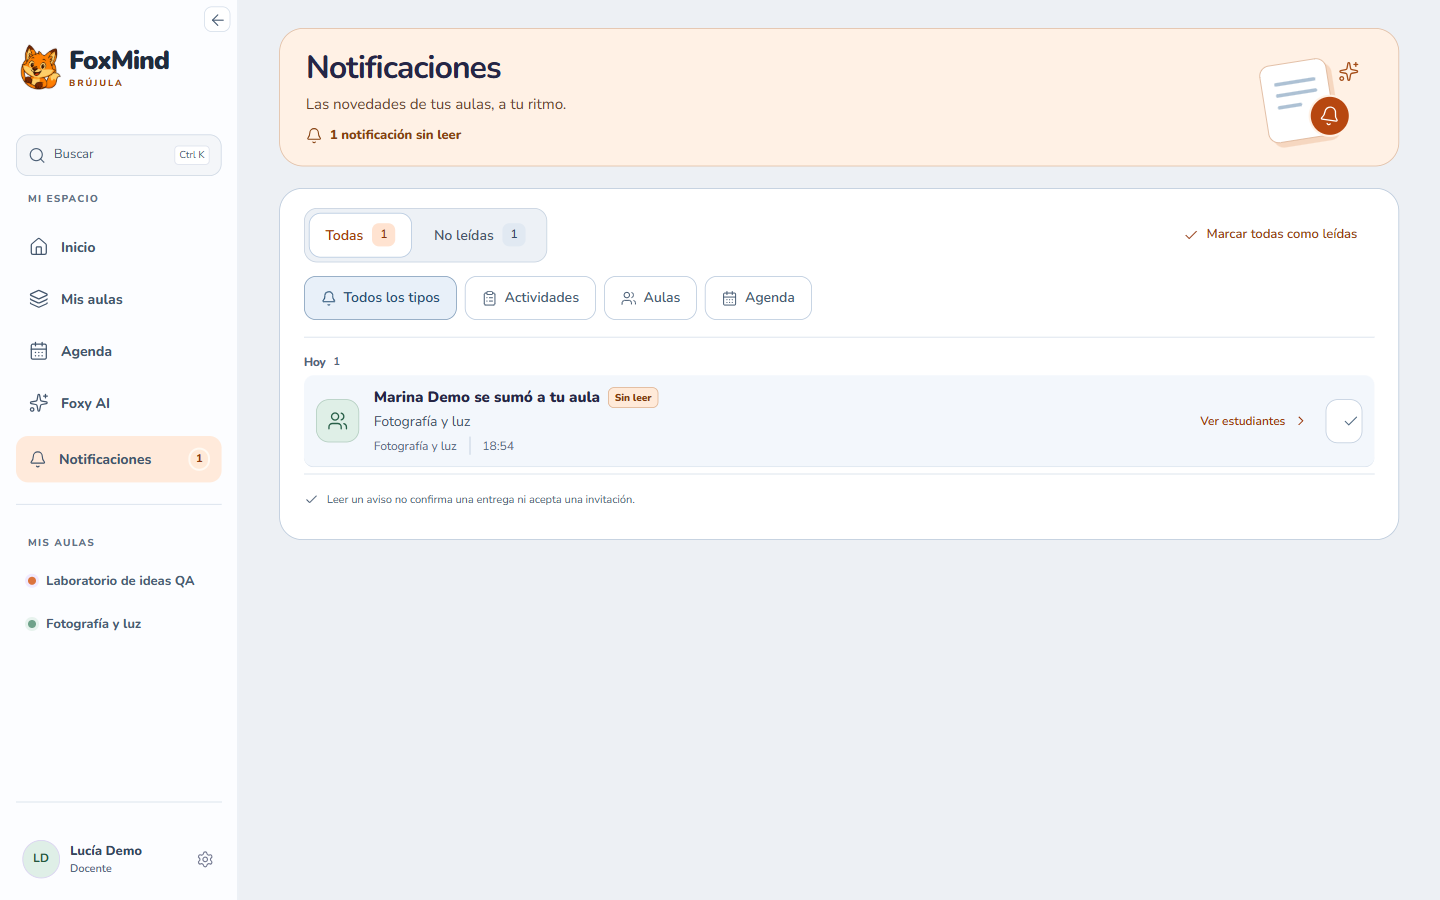 FoxMind
BRÚJULA
Buscar
Ctrl K
MI ESPACIO
Inicio
Mis aulas
Agenda
Foxy AI
Notificaciones 1
MIS AULAS
Laboratorio de ideas QA
Fotografía y luz
LD
Lucía Demo
Docente
Notificaciones
Las novedades de tus aulas, a tu ritmo.
1 notificación sin leer
Todas 1
No leídas 1
Marcar todas como leídas
Todos los tipos
Actividades
Aulas
Agenda
Hoy 1
Marina Demo se sumó a tu aula
Sin leer
Fotografía y luz
Fotografía y luz
18:54
Ver estudiantes
Leer un aviso no confirma una entrega ni acepta una invitación.